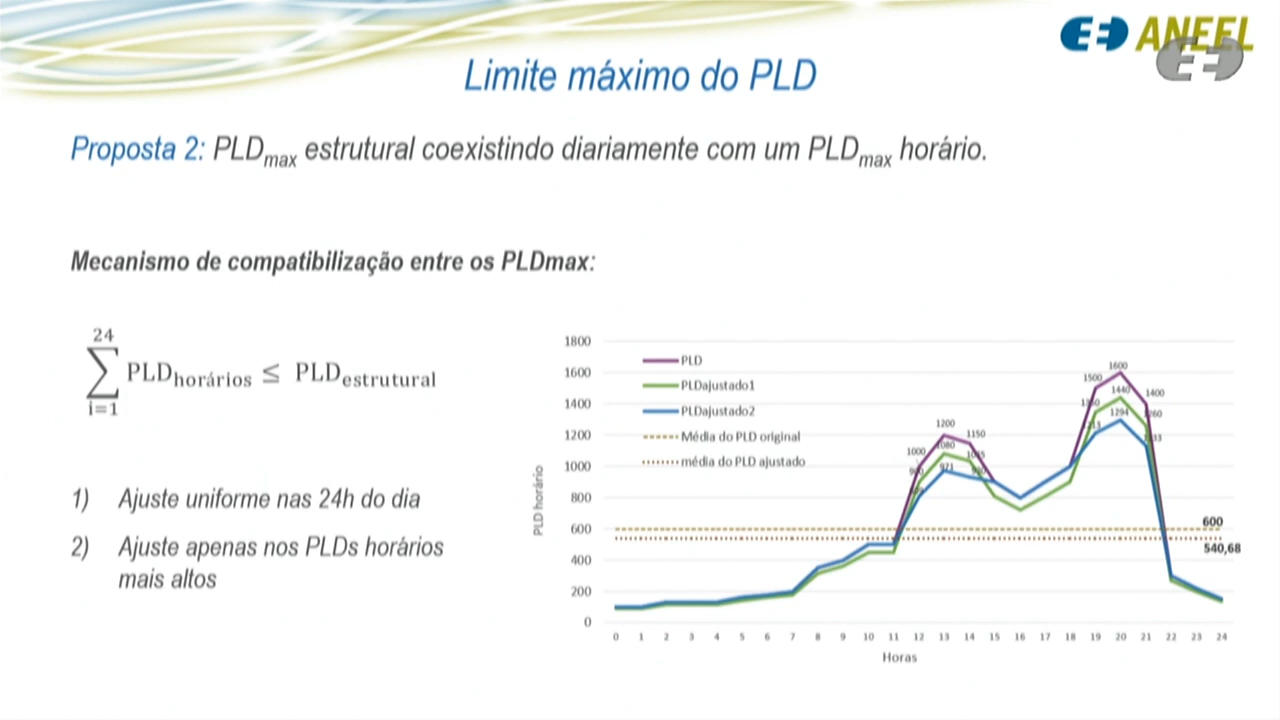 ANEEL
Limite máximo do PLD
Proposta 2: PLDmax estrutural coexistindo diariamente com um PLDmax horário.
Mecanismo de compatibilização entre os PLDmax:
24
∑ PLDhorários ≤ PLDestrutural
i=1
1) Ajuste uniforme nas 24h do dia
2) Ajuste apenas nos PLDs horários
mais altos
PLD horário
1800
1600
1400
1200
1000
800
600
400
200
0
PLD
PLDajustado1
PLDajustado2
Média do PLD original
média do PLD ajustado
1000
1200
1150
1080
971
1500
1600
1400
1440
1294
600
540,68
0 1 2 3 4 5 6 7 8 9 10 11 12 13 14 15 16 17 18 19 20 21 22 23 24
Horas